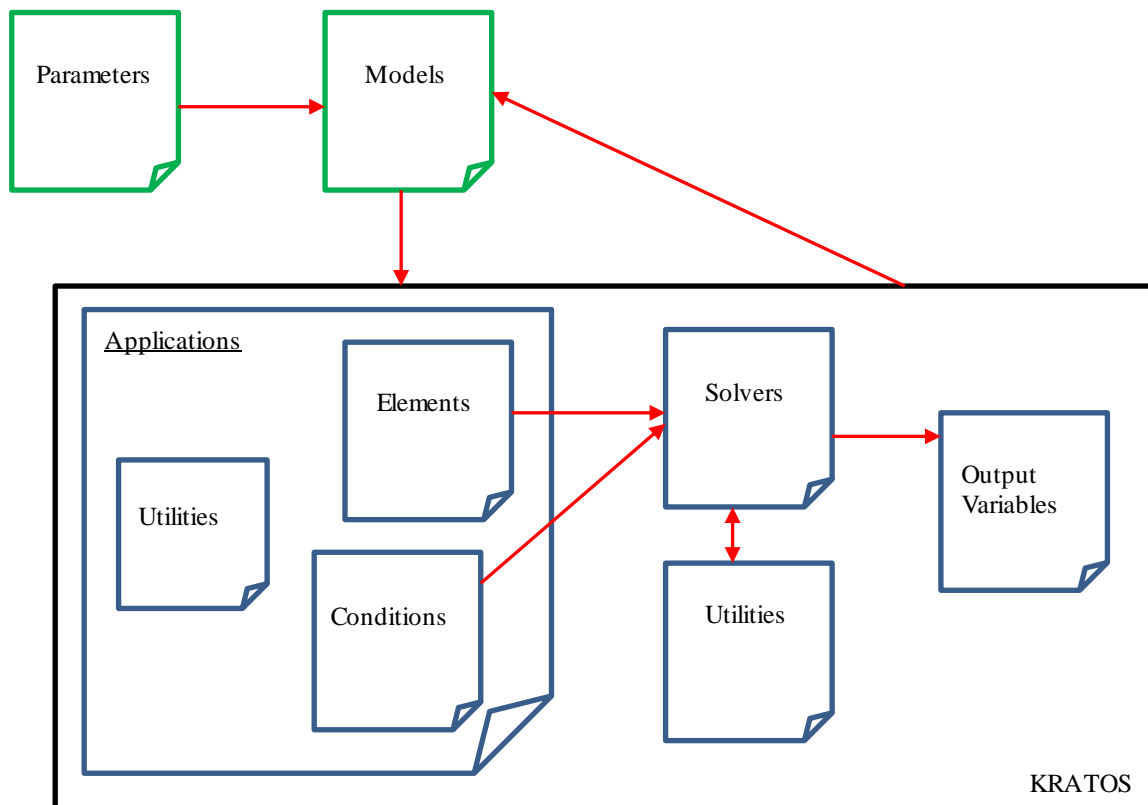 Parameters
Models
Applications
Elements
Solvers
Utilities
Output
Variables
Conditions
Utilities
KRATOS